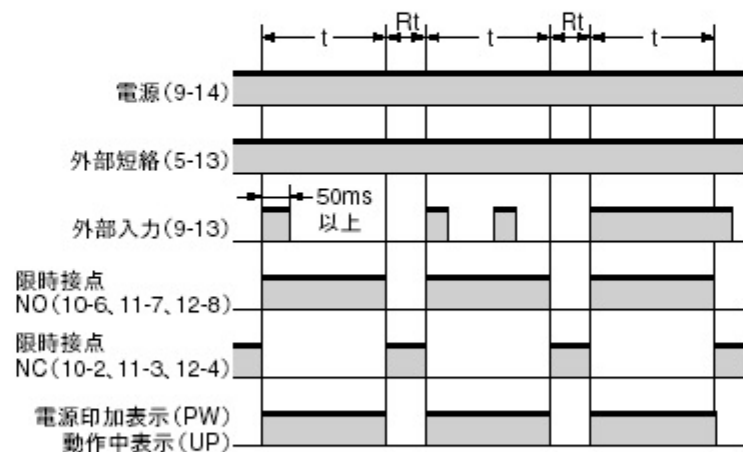 t Rt t Rt t
電源(9-14)
外部短絡(5-13)
50ms
以上
外部入力(9-13)
限時接点
NO(10-6、11-7、12-8)
限時接点
NC(10-2、11-3、12-4)
電源印加表示(PW)
動作中表示(UP)